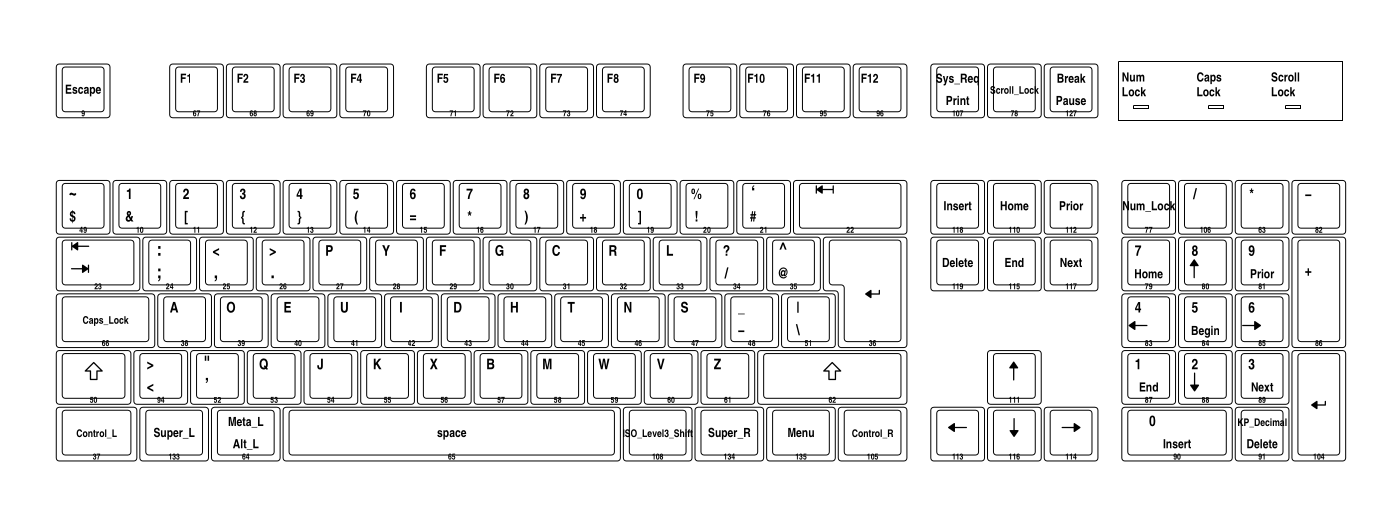 Escape F1 F2 F3 F4 F5 F6 F7 F8 F9 F10 F11 F12 Sys_Req Print Scroll_Lock Break Pause Num Lock Caps Lock Scroll Lock
9 67 68 69 70 71 72 73 74 75 76 95 96 107 78 127
~ 1 2 3 4 5 6 7 8 9 0 % ‘ Insert Home Prior Num_Lock / * –
$ & [ { } ( = * ) + ] ! #
49 10 11 12 13 14 15 16 17 18 19 20 21 22 118 110 112 77 106 63 82
: < > P Y F G C R L ? ^ Delete End Next 7 8 9 +
; , . / @ Home Prior
23 24 25 26 27 28 29 30 31 32 33 34 35 119 115 117 79 80 81
Caps_Lock A O E U I D H T N S _ | 4 5 6
– \ Begin
66 38 39 40 41 42 43 44 45 46 47 48 51 36 83 84 85 86
> " Q J K X B M W V Z 1 2 3
< , End Next
50 94 52 53 54 55 56 57 58 59 60 61 62 111 87 88 89
Control_L Super_L Meta_L Alt_L space ISO_Level3_Shift Super_R Menu Control_R 0 Insert KP_Decimal Delete
37 133 64 65 108 134 135 105 113 116 114 90 91 104